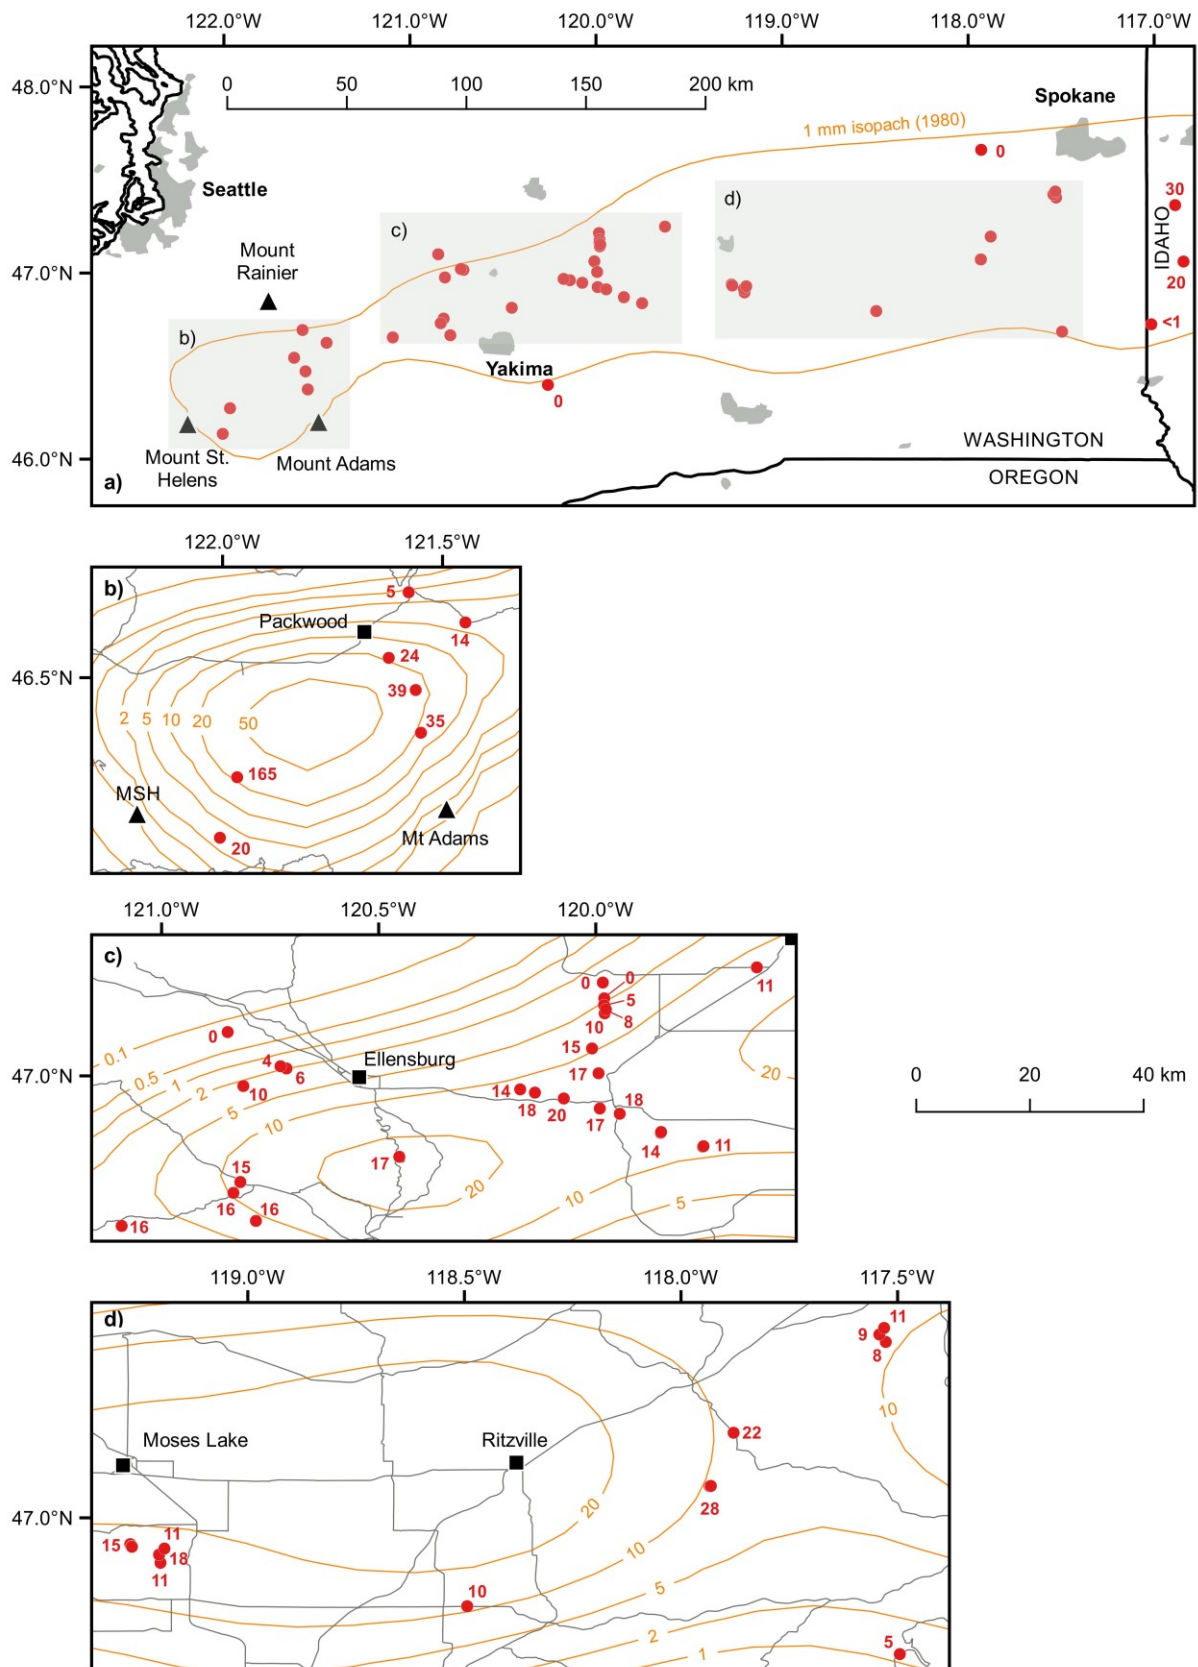 122.0°W 121.0°W 120.0°W 119.0°W 118.0°W 117.0°W
48.0°N
0 50 100 150 200 km
Spokane
1 mm isopach (1980)
0
Seattle
d)
30
c)
IDAHO
Mount
Rainier
47.0°N
20
b)
<1
Yakima
0
WASHINGTON
46.0°N
Mount St.
Helens
Mount Adams
OREGON
a)
122.0°W 121.5°W
b)
5
Packwood
14
24
46.5°N
39
2 5 10 20 50
35
165
MSH
Mt Adams
20
121.0°W 120.5°W 120.0°W
c)
0 0
11
5
10 8
0
0.1
Ellensburg
15
4
6
0.5
47.0°N
1
2
10
17
20
0 20 40 km
14
18
20
17
18
5
10
14
11
15
17
20
16
16
10
5
16
118.5°W 118.0°W 117.5°W
119.0°W
d)
11
9
8
10
Moses Lake
Ritzville
22
28
20
47.0°N
15
11
18
11
10
5
10
2
5
1